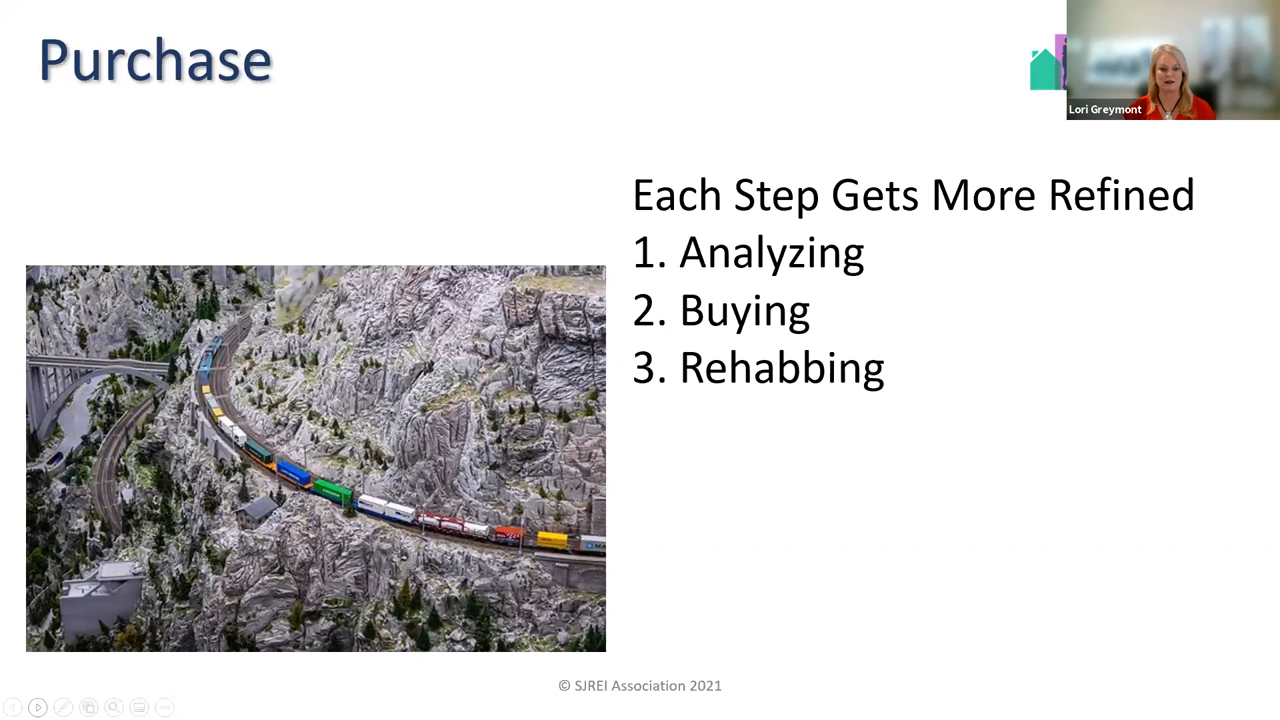 Purchase
Lori Greymont
Each Step Gets More Refined
1. Analyzing
2. Buying
3. Rehabbing
© SJREI Association 2021